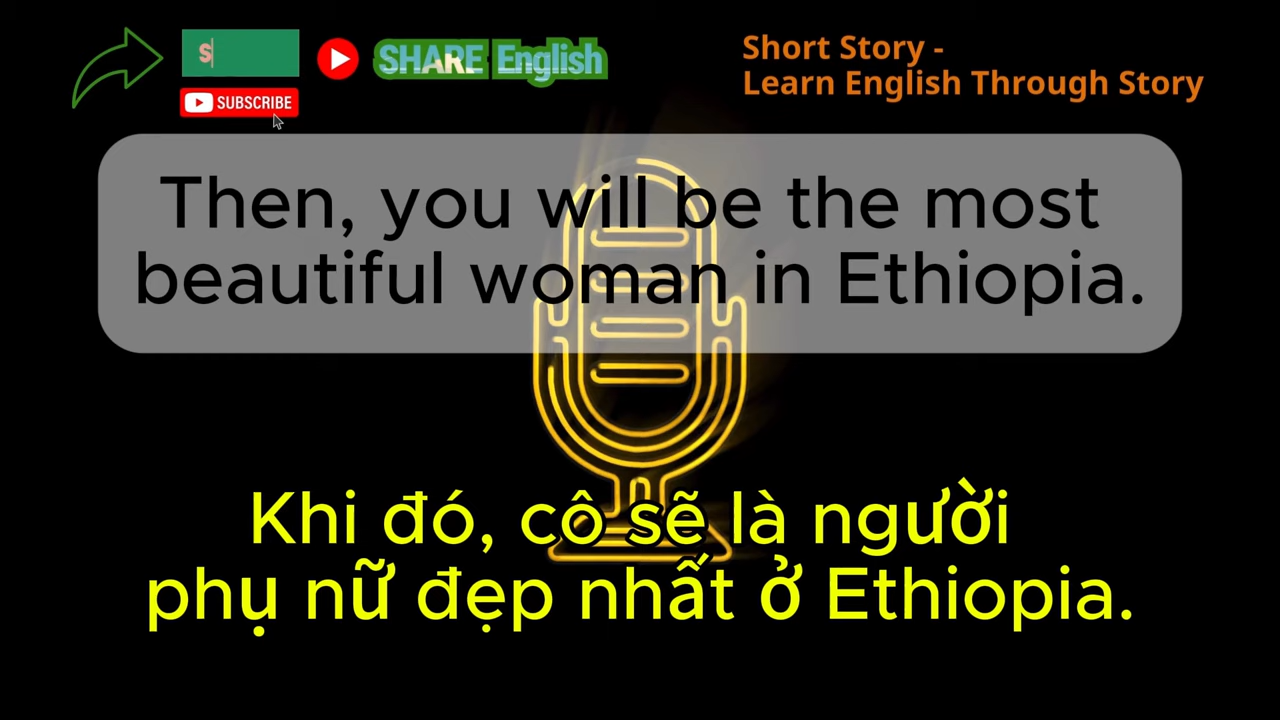 S
SUBSCRIBE
SHARE English
Short Story -
Learn English Through Story
Then, you will be the most
beautiful woman in Ethiopia.
Khi đó, cô sẽ là người
phụ nữ đẹp nhất ở Ethiopia.